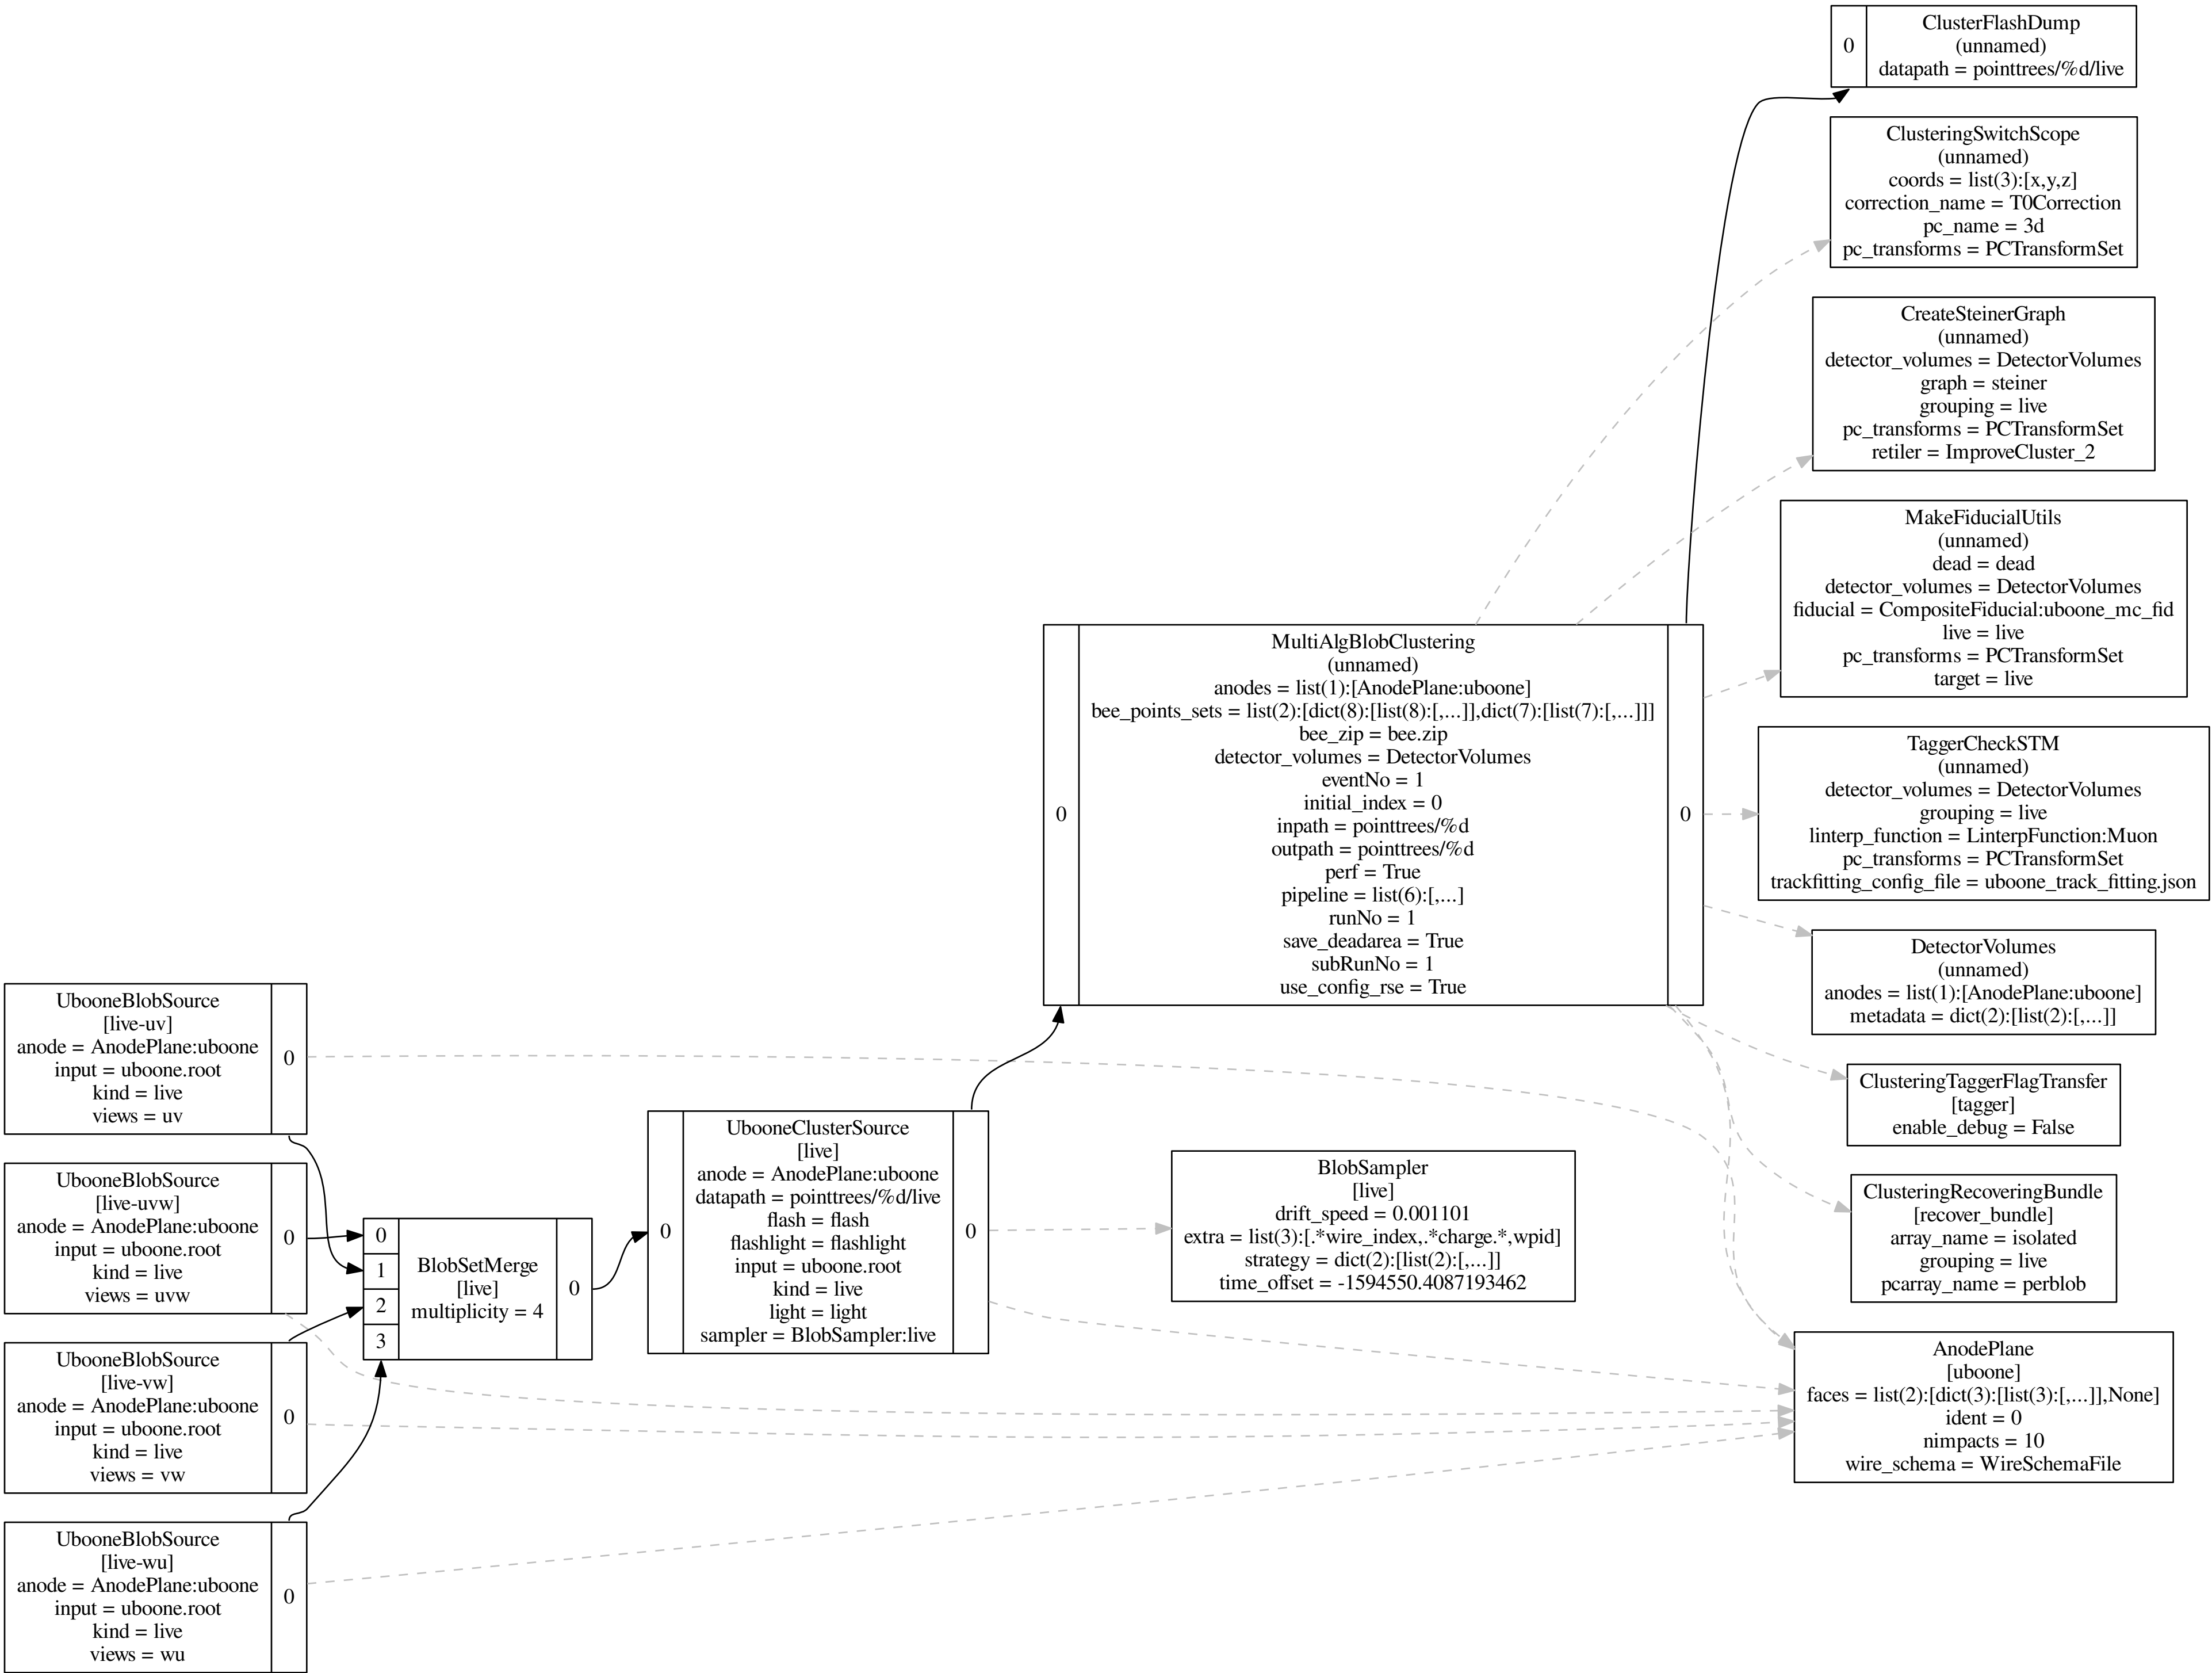 ClusterFlashDump
(unnamed)
datapath = pointtrees/%d/live
0
ClusteringSwitchScope
(unnamed)
coords = list(3):[x,y,z]
correction_name = T0Correction
pc_name = 3d
pc_transforms = PCTransformSet
CreateSteinerGraph
(unnamed)
detector_volumes = DetectorVolumes
graph = steiner
grouping = live
pc_transforms = PCTransformSet
retiler = ImproveCluster_2
MakeFiducialUtils
(unnamed)
dead = dead
detector_volumes = DetectorVolumes
fiducial = CompositeFiducial:uboone_mc_fid
live = live
pc_transforms = PCTransformSet
target = live
0
MultiAlgBlobClustering
(unnamed)
anodes = list(1):[AnodePlane:uboone]
bee_points_sets = list(2):[dict(8):[list(8):[,...]],dict(7):[list(7):[,...]]]
bee_zip = bee.zip
detector_volumes = DetectorVolumes
eventNo = 1
initial_index = 0
inpath = pointtrees/%d
outpath = pointtrees/%d
perf = True
pipeline = list(6):[,...]
runNo = 1
save_deadarea = True
subRunNo = 1
use_config_rse = True
0
TaggerCheckSTM
(unnamed)
detector_volumes = DetectorVolumes
grouping = live
linterp_function = LinterpFunction:Muon
pc_transforms = PCTransformSet
trackfitting_config_file = uboone_track_fitting.json
DetectorVolumes
(unnamed)
anodes = list(1):[AnodePlane:uboone]
metadata = dict(2):[list(2):[,...]]
ClusteringTaggerFlagTransfer
[tagger]
enable_debug = False
ClusteringRecoveringBundle
[recover_bundle]
array_name = isolated
grouping = live
pcarray_name = perblob
AnodePlane
[uboone]
faces = list(2):[dict(3):[list(3):[,...]],None]
ident = 0
nimpacts = 10
wire_schema = WireSchemaFile
UbooneBlobSource
[live-uv]
anode = AnodePlane:uboone
input = uboone.root
kind = live
views = uv
0
UbooneBlobSource
[live-uvw]
anode = AnodePlane:uboone
input = uboone.root
kind = live
views = uvw
0
UbooneBlobSource
[live-vw]
anode = AnodePlane:uboone
input = uboone.root
kind = live
views = vw
0
UbooneBlobSource
[live-wu]
anode = AnodePlane:uboone
input = uboone.root
kind = live
views = wu
0
0
1
2
3
BlobSetMerge
[live]
multiplicity = 4
0
0
UbooneClusterSource
[live]
anode = AnodePlane:uboone
datapath = pointtrees/%d/live
flash = flash
flashlight = flashlight
input = uboone.root
kind = live
light = light
sampler = BlobSampler:live
0
BlobSampler
[live]
drift_speed = 0.001101
extra = list(3):[.*wire_index,.*charge.*,wpid]
strategy = dict(2):[list(2):[,...]]
time_offset = -1594550.4087193462